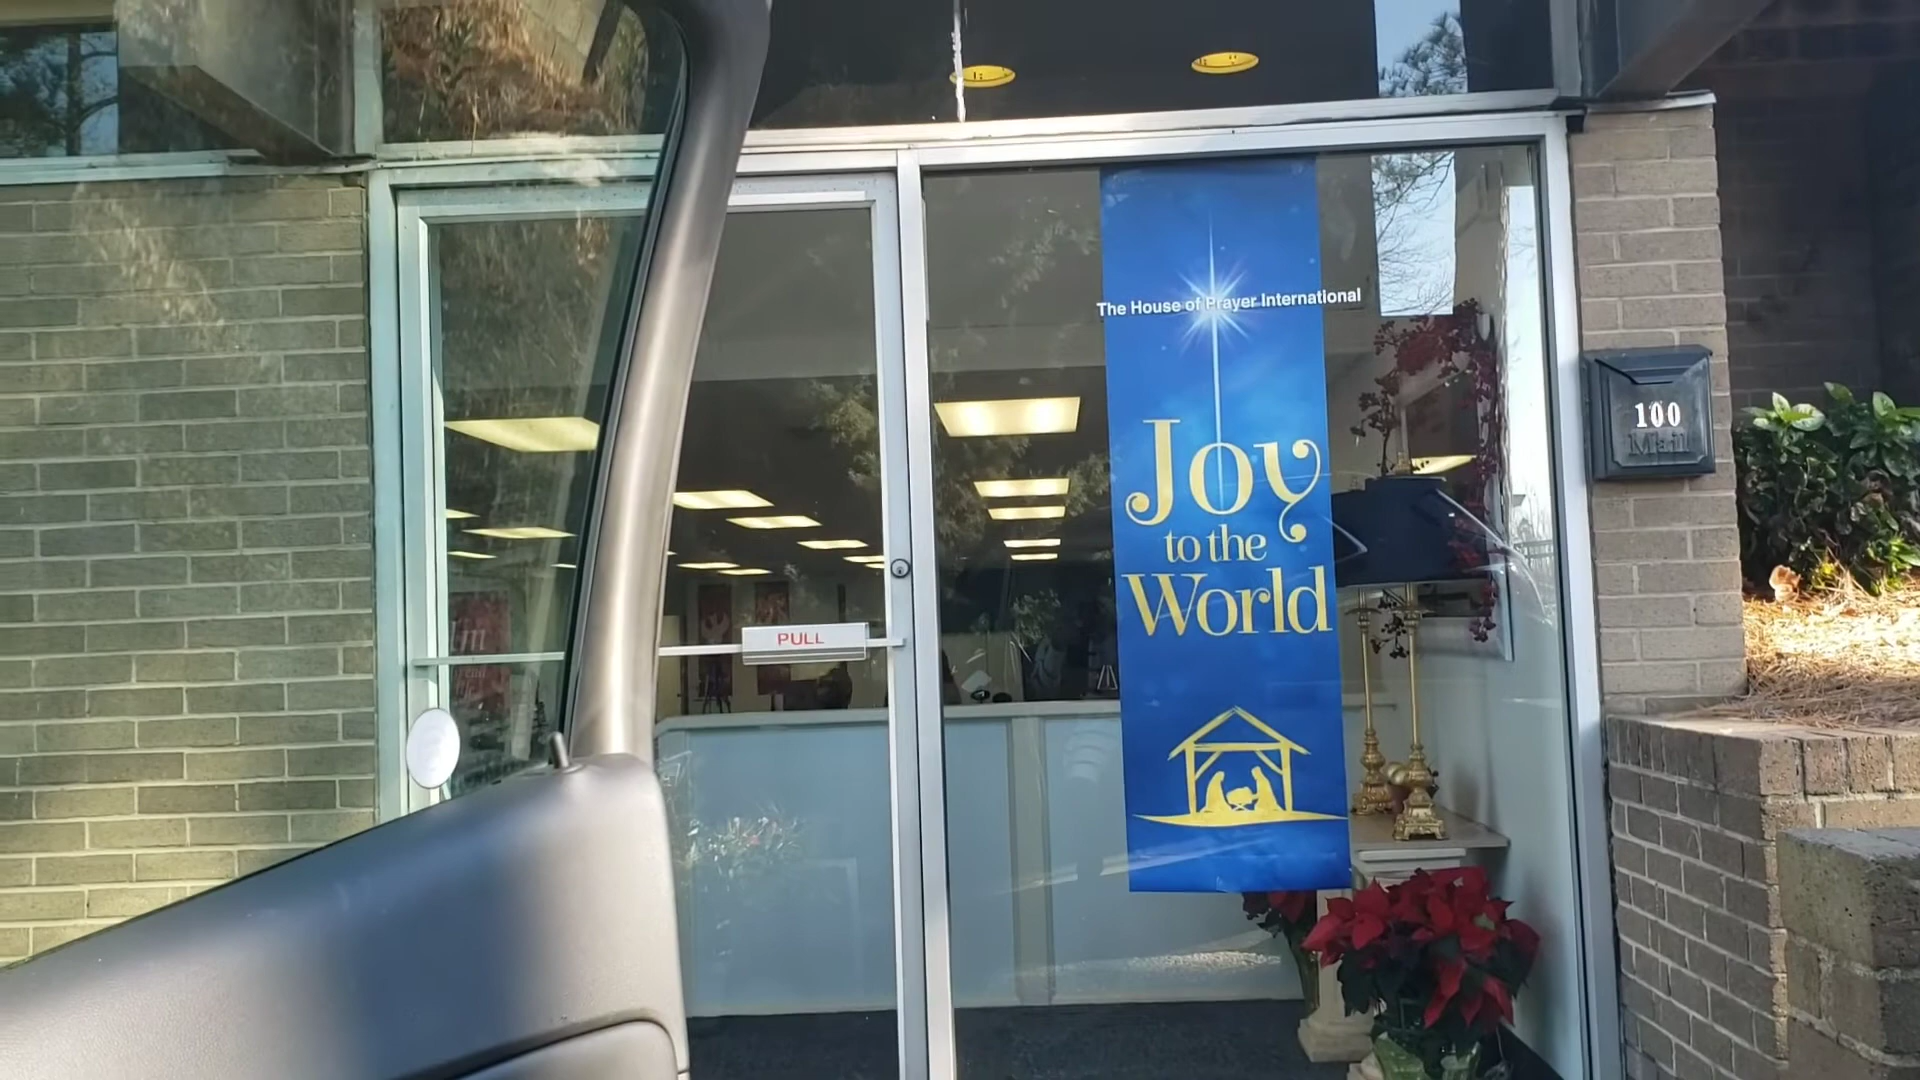 The House of Prayer International
Joy
to the
World
100
Mail
PULL